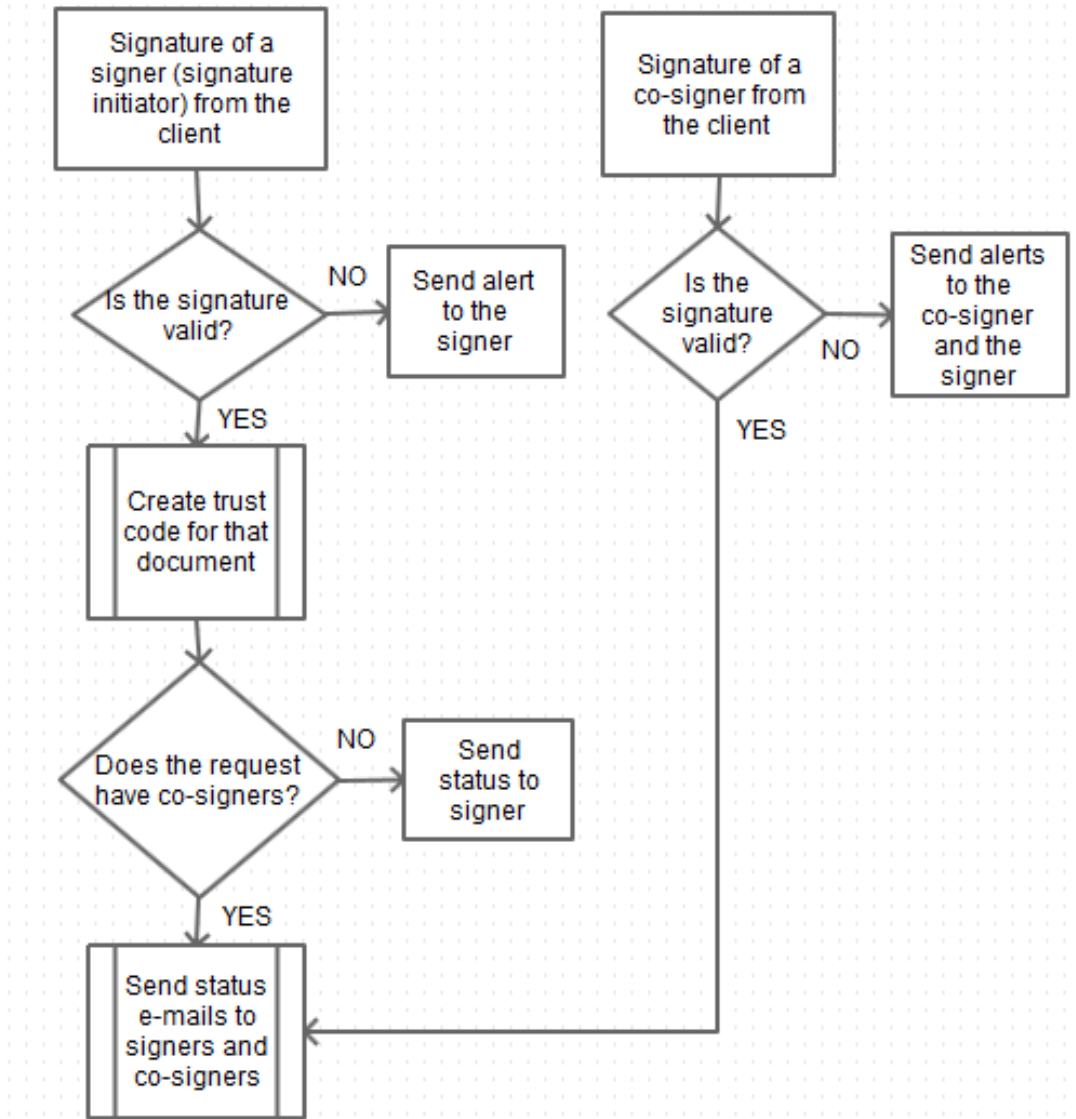 Signature of a
signer (signature
initiator) from the
client
Is the signature
valid?
NO
Send alert
to the
signer
YES
Create trust
code for that
document
Does the request
have co-signers?
NO
Send
status to
signer
YES
Send status
e-mails to
signers and
co-signers
Signature of a
co-signer from
the client
Is the
signature
valid?
NO
Send alerts
to the
co-signer
and the
signer
YES